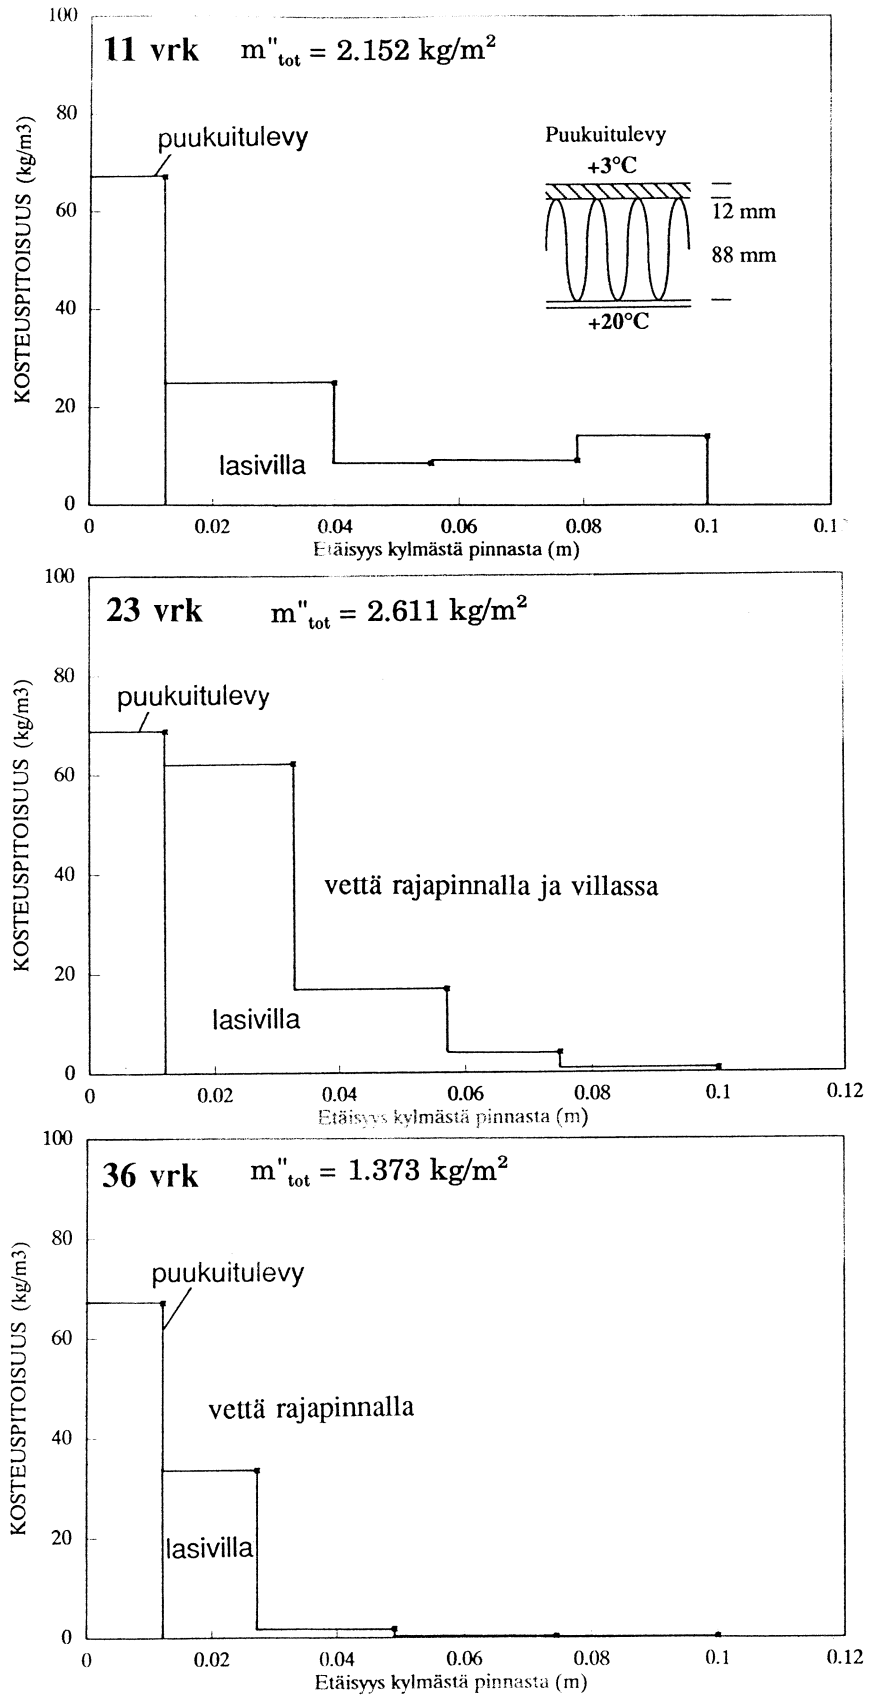 100
11 vrk m"tot = 2.152 kg/m²
80
60
40
20
0
KOSTEUSPITOISUUS (kg/m3)
puukuitulevy
lasivilla
Puukuitulevy
+3°C
12 mm
88 mm
+20°C
0 0.02 0.04 0.06 0.08 0.1
Etäisyys kylmästä pinnasta (m)
100
23 vrk m"tot = 2.611 kg/m²
80
60
40
20
0
KOSTEUSPITOISUUS (kg/m3)
puukuitulevy
vettä rajapinnalla ja villassa
lasivilla
0 0.02 0.04 0.06 0.08 0.1 0.12
Etäisyys kylmästä pinnasta (m)
100
36 vrk m"tot = 1.373 kg/m²
80
60
40
20
0
KOSTEUSPITOISUUS (kg/m3)
puukuitulevy
vettä rajapinnalla
lasivilla
0 0.02 0.04 0.06 0.08 0.1 0.12
Etäisyys kylmästä pinnasta (m)